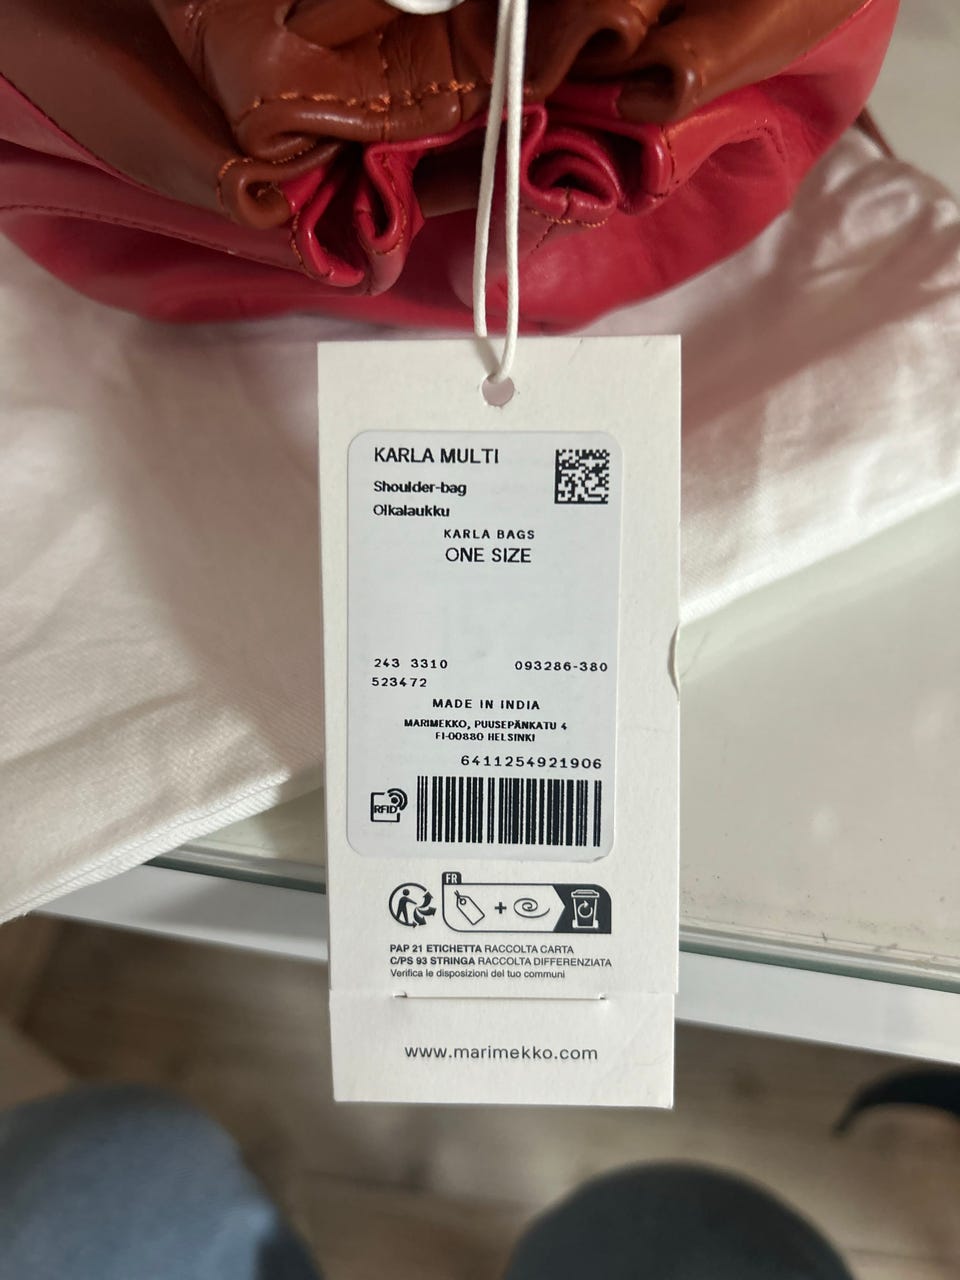 KARLA MULTI
Shoulder-bag
Olkalaukku
KARLA BAGS
ONE SIZE
243 3310 093286-380
523472
MADE IN INDIA
MARIMEKKO, PUUSEPÄNKATU 4
FI-00880 HELSINKI
6411254921906
RFID
FR
PAP 21 ETICHETTA RACCOLTA CARTA
C/PS 93 STRINGA RACCOLTA DIFFERENZIATA
Verifica le disposizioni del tuo communi
www.marimekko.com